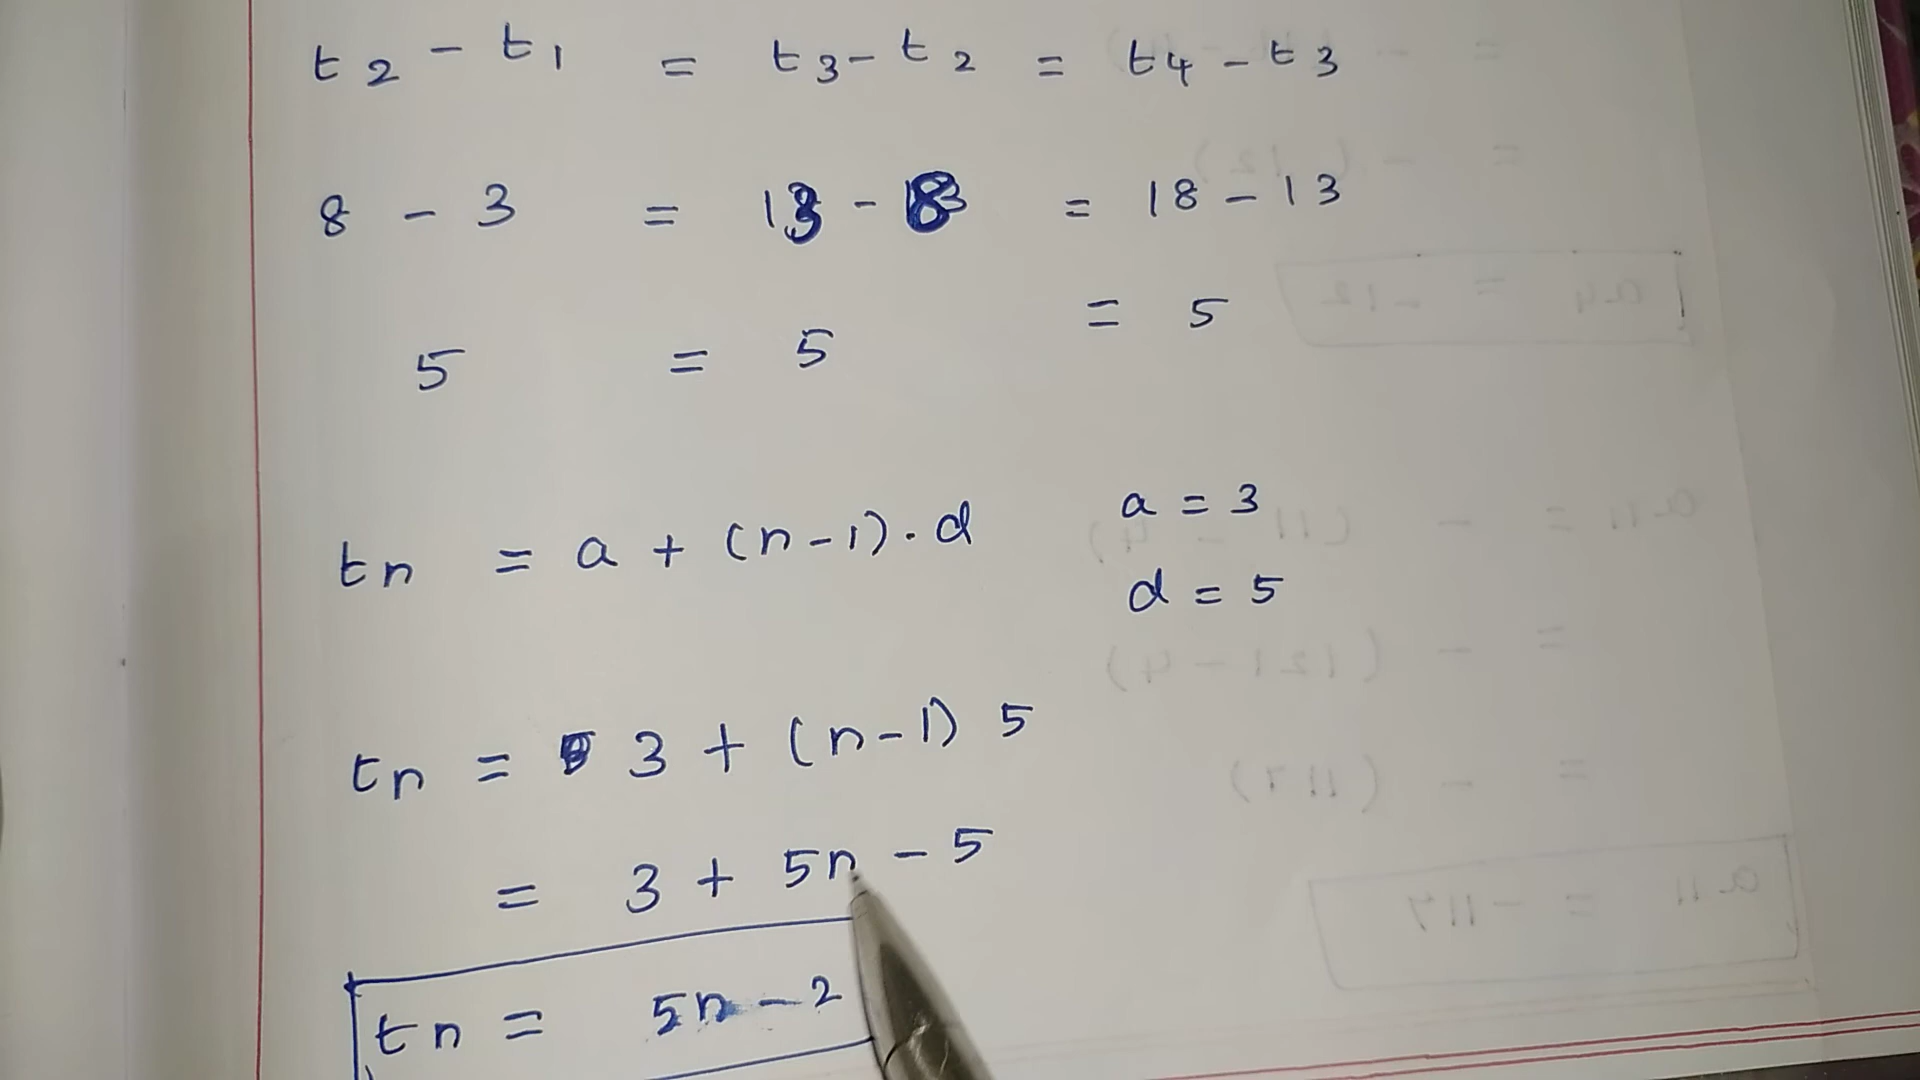 t2 - t1 = t3 - t2 = t4 - t3
8 - 3 = 13 - 8 = 18 - 13
5 = 5 = 5
tn = a + (n-1).d
a = 3
d = 5
tn = 3 + (n-1) 5
= 3 + 5n - 5
tn = 5n - 2